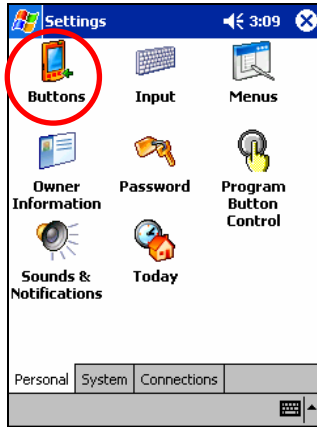 Settings 3:09
Buttons Input Menus
Owner Password Program
Information Button
Control
Sounds & Today
Notifications
Personal System Connections